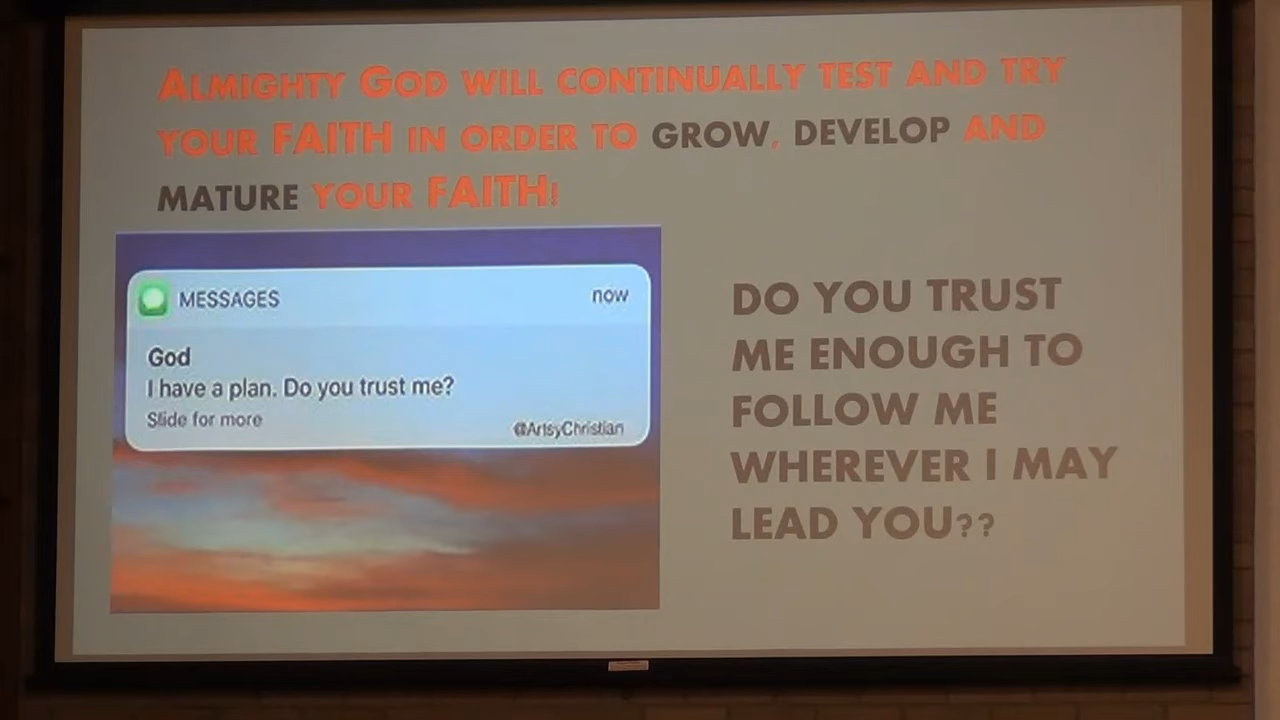 ALMIGHTY GOD WILL CONTINUALLY TEST AND TRY
YOUR FAITH IN ORDER TO GROW, DEVELOP AND
MATURE YOUR FAITH!
MESSAGES now
God
I have a plan. Do you trust me?
Slide for more
@ArtsyChristian
DO YOU TRUST
ME ENOUGH TO
FOLLOW ME
WHEREVER I MAY
LEAD YOU??